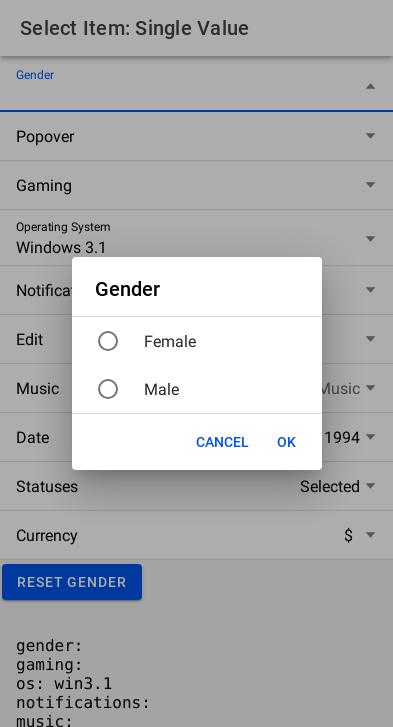 Select Item: Single Value
Gender
Popover
Gaming
Operating System
Windows 3.1
Gender
Female
Male
CANCEL OK
Edit
Music Music
Date 1994
Statuses Selected
Currency $
RESET GENDER
gender:
gaming:
os: win3.1
notifications:
music: